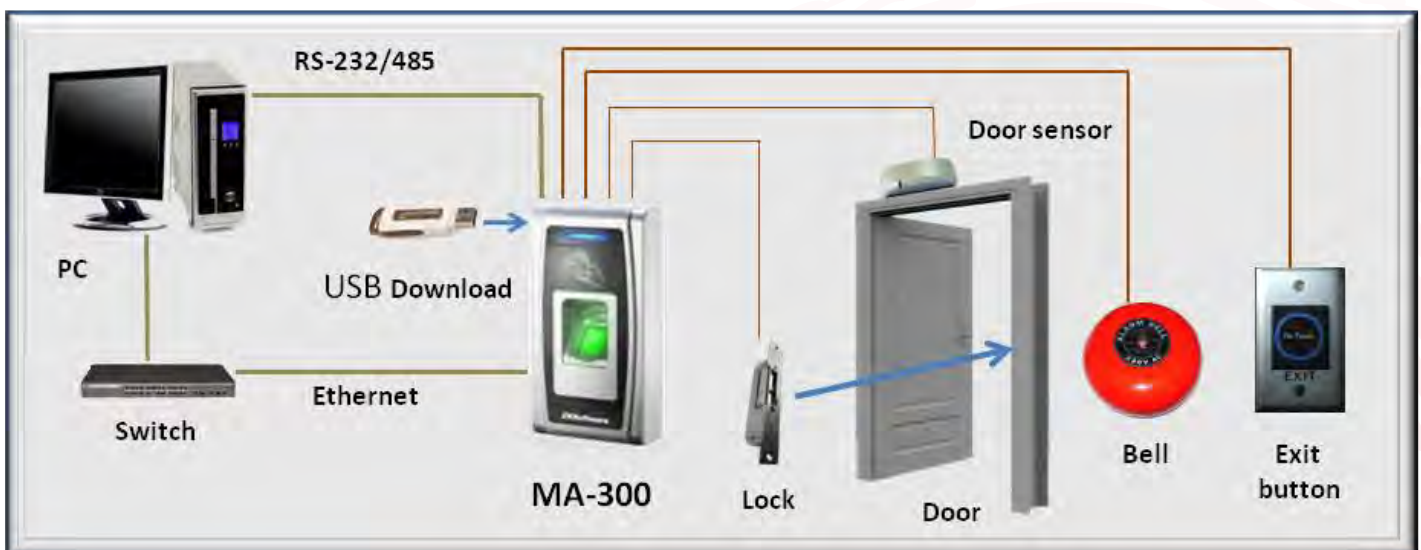 RS-232/485
Door sensor
PC
USB Download
Ethernet
Switch
MA-300
Lock
Door
Bell
EXIT
Exit
button